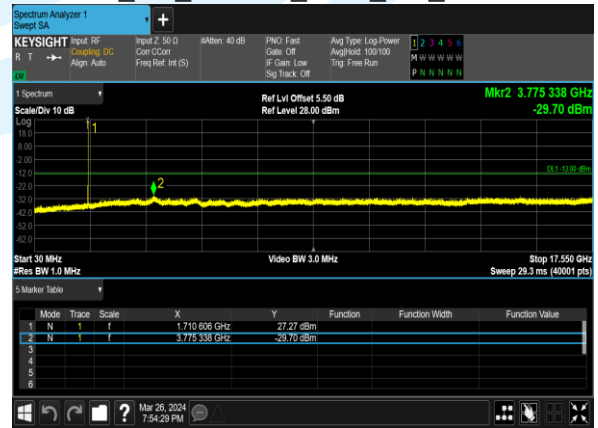 Spectrum Analyzer 1
Swept SA
+
KEYSIGHT Input: RF Input Z: 50 Ω #Atten: 40 dB PNO: Fast Avg Type: Log-Power 1 2 3 4 5 6
R T Coupling: DC Corr CCorr Gate: Off Avg|Hold: 100/100 M W W W W W
Align: Auto Freq Ref: Int (S) IF Gain: Low Trig: Free Run
Sig Track: Off P N N N N N
1 Spectrum Ref Lvl Offset 5.50 dB Mkr2 3.775 338 GHz
Scale/Div 10 dB Ref Level 28.00 dBm -29.70 dBm
Log
1
18.0
8.00
-2.00
DL1 -13.00 dBm
-12.0
2
-22.0
-32.0
-42.0
-52.0
-62.0
Start 30 MHz Video BW 3.0 MHz Stop 17.550 GHz
#Res BW 1.0 MHz Sweep 29.3 ms (40001 pts)
5 Marker Table
Mode Trace Scale X Y Function Function Width Function Value
1 N 1 f 1.710 606 GHz 27.27 dBm
2 N 1 f 3.775 338 GHz -29.70 dBm
3
4
5
6
? Mar 26, 2024
7:54:29 PM